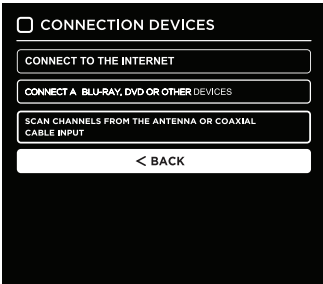 CONNECTION DEVICES
CONNECT TO THE INTERNET
CONNECT A BLU-RAY, DVD OR OTHER DEVICES
SCAN CHANNELS FROM THE ANTENNA OR COAXIAL
CABLE INPUT
< BACK